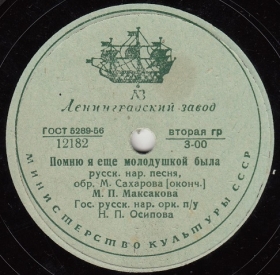 ЛЗ
Ленинградский завод
ГОСТ 5289-56 вторая гр
12182 3-00
Помню я еще молодушкой была
русск. нар. песня,
обр. М. Сахарова [оконч.]
М. П. Максакова
Гос. русск. нар. орк. п/у
Н. П. Осипова
МИНИСТЕРСТВО КУЛЬТУРЫ СССР